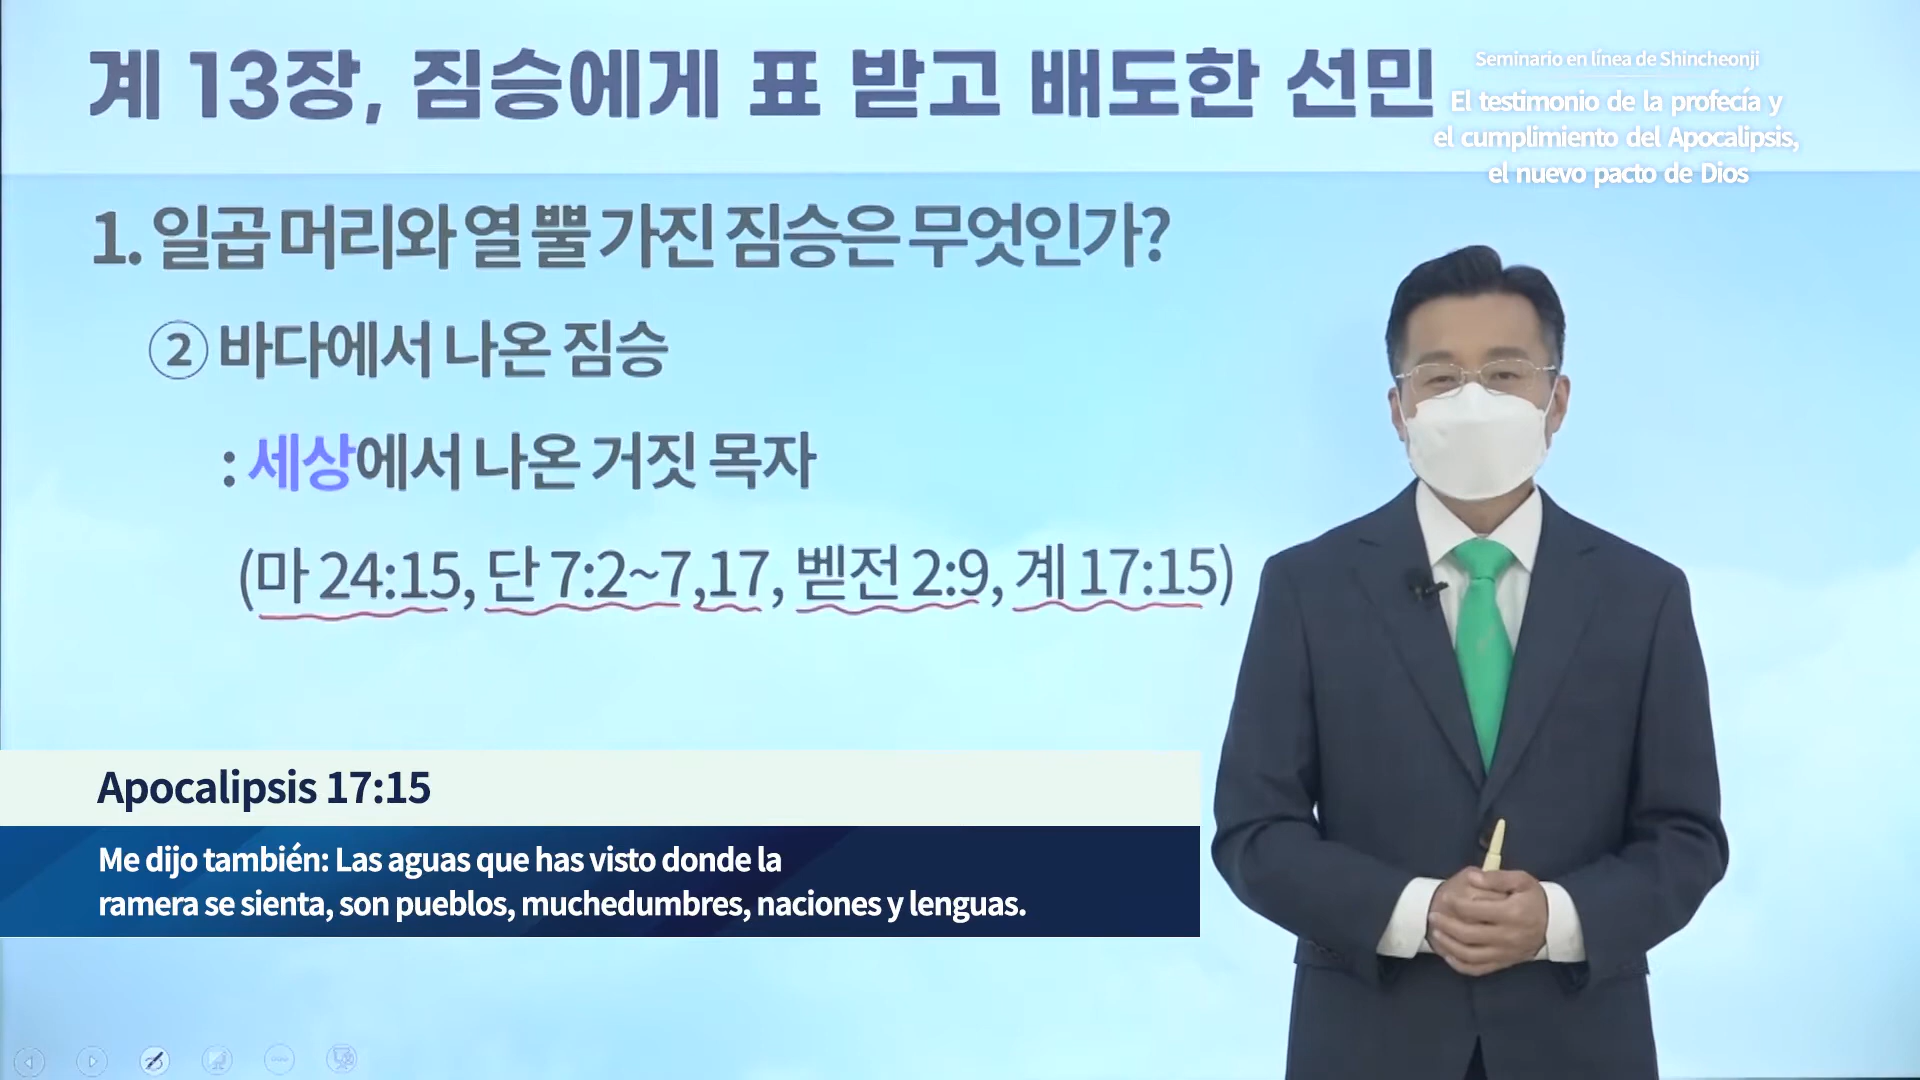 계 13장, 짐승에게 표 받고 배도한 선민
Seminario en línea de Shincheonji
El testimonio de la profecía y
el cumplimiento del Apocalipsis,
el nuevo pacto de Dios
1. 일곱 머리와 열 뿔 가진 짐승은 무엇인가?
② 바다에서 나온 짐승
: 세상에서 나온 거짓 목자
(마 24:15, 단 7:2~7,17, 벧전 2:9, 계 17:15)
Apocalipsis 17:15
Me dijo también: Las aguas que has visto donde la
ramera se sienta, son pueblos, muchedumbres, naciones y lenguas.